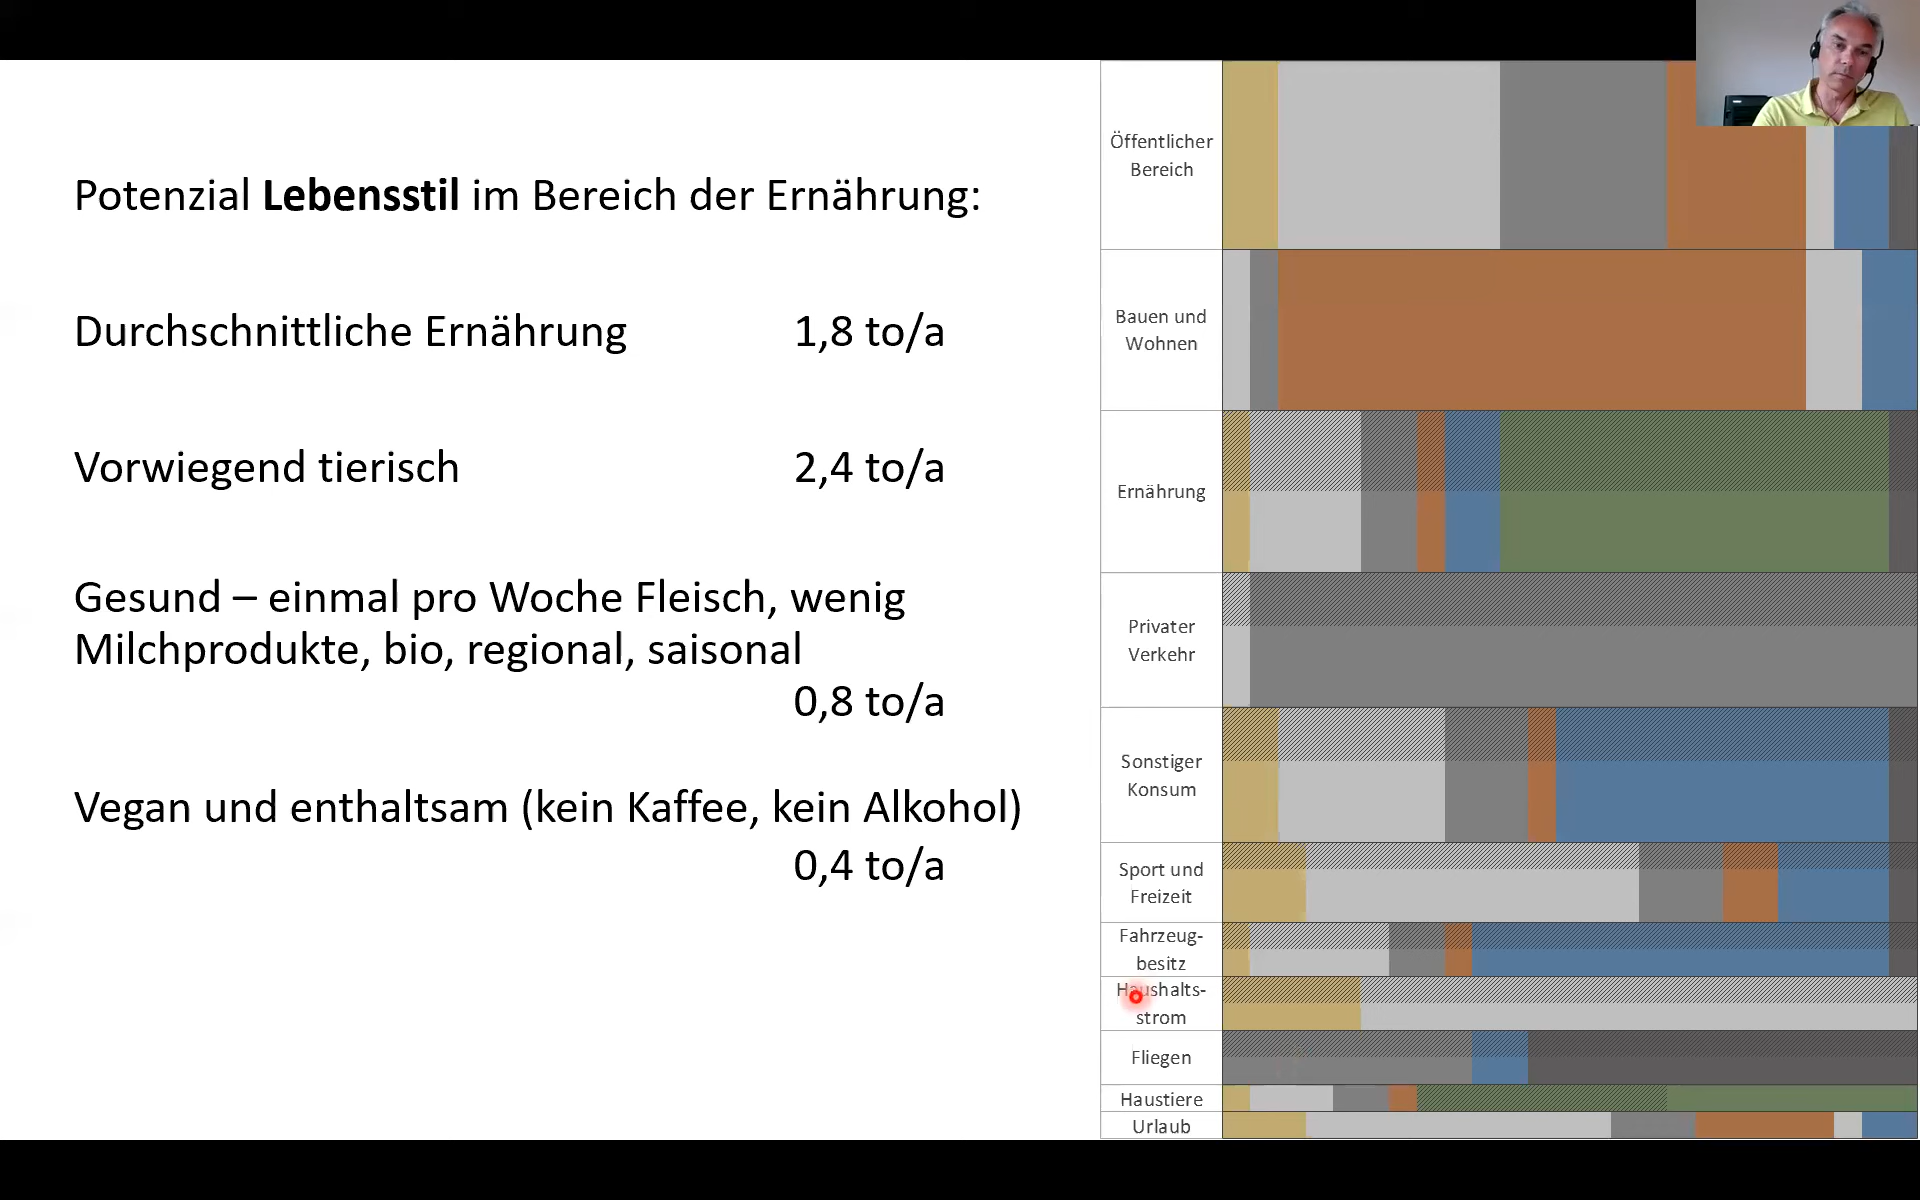 Potenzial Lebensstil im Bereich der Ernährung:
Durchschnittliche Ernährung 1,8 to/a
Vorwiegend tierisch 2,4 to/a
Gesund – einmal pro Woche Fleisch, wenig
Milchprodukte, bio, regional, saisonal
0,8 to/a
Vegan und enthaltsam (kein Kaffee, kein Alkohol)
0,4 to/a
Öffentlicher
Bereich
Bauen und
Wohnen
Ernährung
Privater
Verkehr
Sonstiger
Konsum
Sport und
Freizeit
Fahrzeug-
besitz
Haushalts-
strom
Fliegen
Haustiere
Urlaub